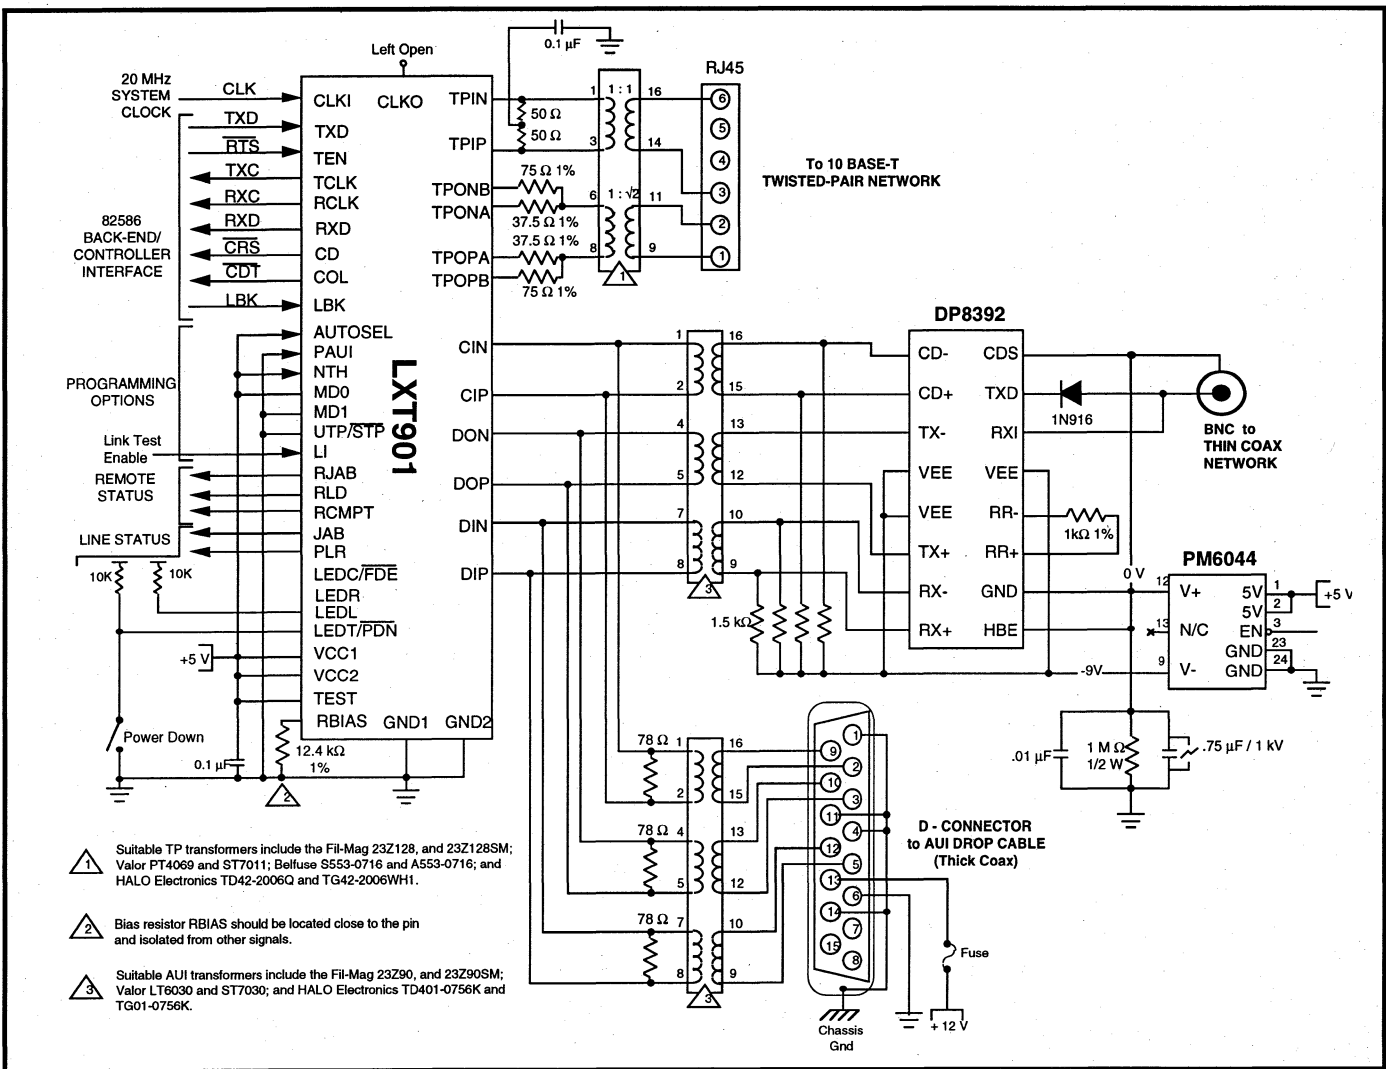 Left Open
0.1 µF
RJ45
20 MHz
SYSTEM
CLOCK
CLK
CLKI
CLKO
TPIN
1
1 : 1
16
6
50 Ω
5
TXD
TXD
50 Ω
RTS
TEN
TPIP
3
14
4
To 10 BASE-T
TWISTED-PAIR NETWORK
TXC
TCLK
75 Ω 1%
TPONB
3
RXC
RCLK
6
1 : √2
11
TPONA
37.5 Ω 1%
2
82586
BACK-END/
CONTROLLER
INTERFACE
RXD
RXD
37.5 Ω 1%
CRS
CD
TPOPA
8
9
1
CDT
COL
TPOPB
75 Ω 1%
1
LBK
LBK
DP8392
AUTOSEL
PAUI
NTH
MD0
MD1
UTP/STP
LI
PROGRAMMING
OPTIONS
Link Test
Enable
LXT901
CIN
1
16
CD-
CDS
CIP
2
15
CD+
TXD
1N916
DON
4
13
TX-
RXI
BNC to
THIN COAX
NETWORK
DOP
5
12
VEE
VEE
DIN
7
10
VEE
RR-
1kΩ 1%
TX+
RR+
DIP
8
9
3
RX-
GND
RX+
HBE
REMOTE
STATUS
RJAB
RLD
RCMPT
LINE STATUS
JAB
PLR
10K
10K
LEDC/FDE
LEDR
LEDL
LEDT/PDN
+5 V
VCC1
VCC2
TEST
RBIAS
GND1
GND2
1.5 kΩ
0 V
PM6044
12
V+
5V
1
5V
2
+5 V
13
N/C
EN
3
GND
23
9
V-
GND
24
-9V
Power Down
0.1 µF
12.4 kΩ
1%
2
.01 µF
1 M Ω
1/2 W
.75 µF / 1 kV
78 Ω
1
16
2
15
78 Ω
4
13
5
12
78 Ω
7
10
8
9
3
1
9
2
10
3
11
4
12
5
13
6
14
7
15
8
D - CONNECTOR
to AUI DROP CABLE
(Thick Coax)
Fuse
+ 12 V
Chassis
Gnd
1
Suitable TP transformers include the Fil-Mag 23Z128, and 23Z128SM;
Valor PT4069 and ST7011; Belfuse S553-0716 and A553-0716; and
HALO Electronics TD42-2006Q and TG42-2006WH1.
2
Bias resistor RBIAS should be located close to the pin
and isolated from other signals.
3
Suitable AUI transformers include the Fil-Mag 23Z90, and 23Z90SM;
Valor LT6030 and ST7030; and HALO Electronics TD401-0756K and
TG01-0756K.